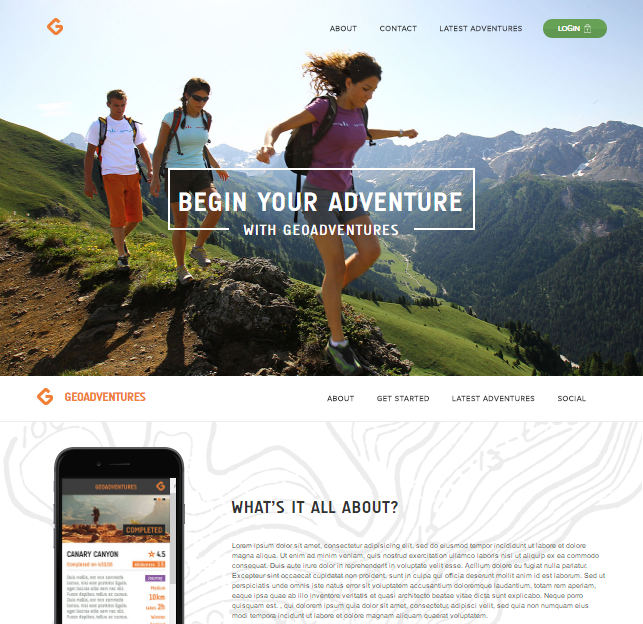 ABOUT CONTACT LATEST ADVENTURES LOGIN
BEGIN YOUR ADVENTURE
WITH GEOADVENTURES
GEOADVENTURES ABOUT GET STARTED LATEST ADVENTURES SOCIAL
GEOADVENTURES
COMPLETED
CANARY CANYON 4.5
WHAT'S IT ALL ABOUT?
Lorem ipsum dolor sit amet, consectetur adipisicing elit, sed do eiusmod tempor incididunt ut labore et dolore
magna aliqua. Ut enim ad minim veniam, quis nostrud exercitation ullamco laboris nisi ut aliquip ex ea commodo
consequat. Duis aute irure dolor in reprehenderit in voluptate velit esse. Acillum dolore eu fugiat nulla pariatur.
Excepteur sint occaecat cupidatat non proident, sunt in culpa qui officia deserunt mollit anim id est laborum. Sed ut
perspiciatis unde omnis iste natus error sit voluptatem accusantium doloremque laudantium, totam rem aperiam,
eaque ipsa quae ab illo inventore veritatis et quasi architecto beatae vitae dicta sunt explicabo. Neque porro
quisquam est, , qui dolorem ipsum quia dolor sit amet, consectetur, adipisci velit, sed quia non numquam eius
modi tempora incidunt ut labore et dolore magnam aliquam quaerat voluptatem.
13
100
Journey
Medium
10km
2h